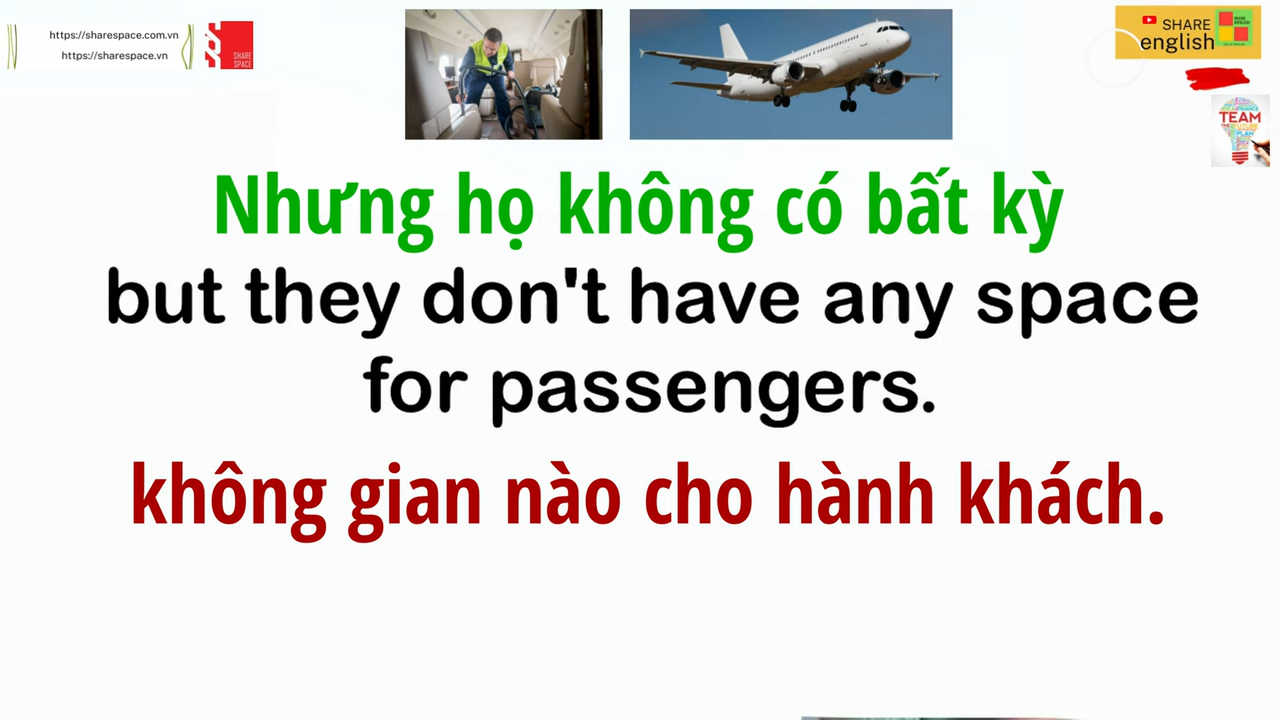 https://sharespace.com.vn
https://sharespace.vn
SHARE
SPACE
SHARE
english
TEAM
PLAN
Nhưng họ không có bất kỳ
but they don't have any space
for passengers.
không gian nào cho hành khách.